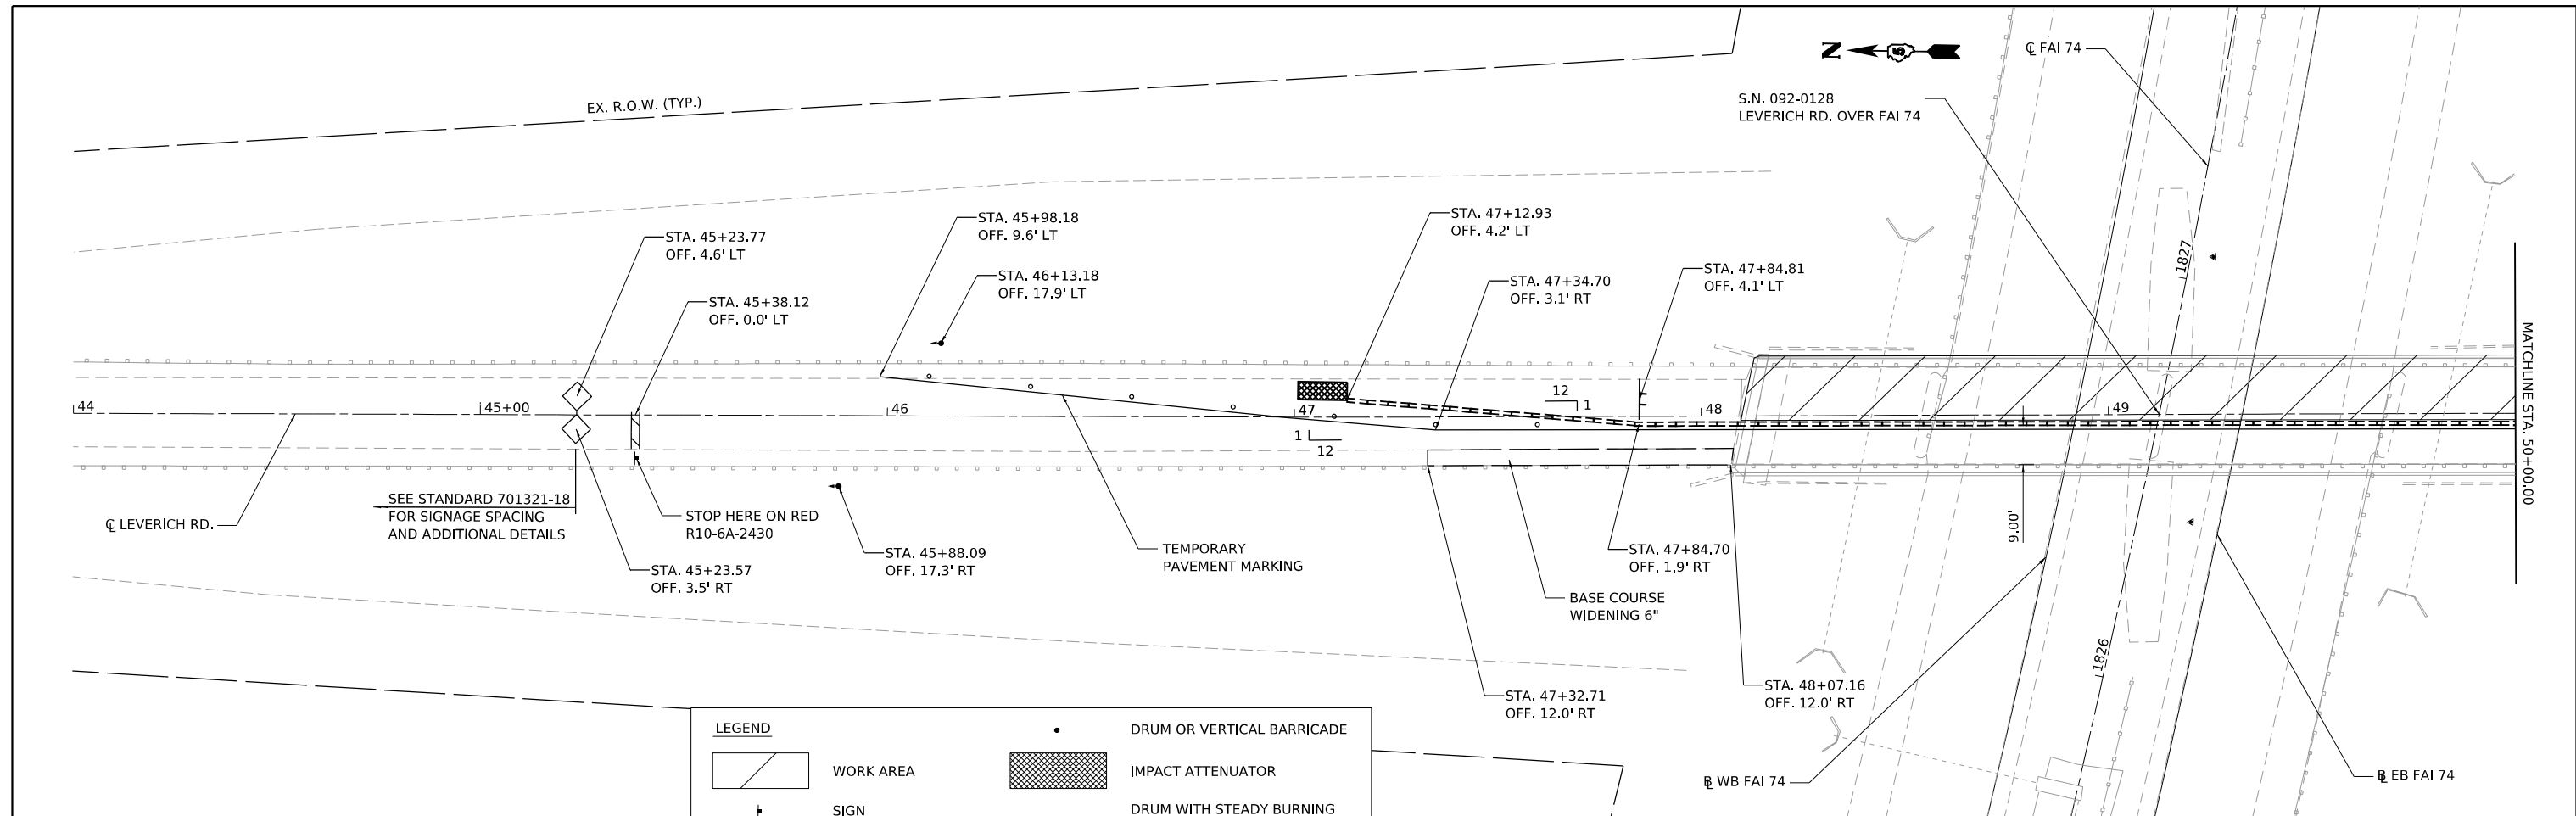 EX. R.O.W. (TYP.)
N
5
℄ FAI 74
S.N. 092-0128
LEVERICH RD. OVER FAI 74
STA. 45+23.77
OFF. 4.6' LT
STA. 45+38.12
OFF. 0.0' LT
STA. 45+98.18
OFF. 9.6' LT
STA. 46+13.18
OFF. 17.9' LT
STA. 47+12.93
OFF. 4.2' LT
STA. 47+34.70
OFF. 3.1' RT
STA. 47+84.81
OFF. 4.1' LT
1827
44
45+00
46
47
48
49
12
1
1
12
MATCHLINE STA. 50+00.00
℄ LEVERICH RD.
SEE STANDARD 701321-18
FOR SIGNAGE SPACING
AND ADDITIONAL DETAILS
STOP HERE ON RED
R10-6A-2430
STA. 45+23.57
OFF. 3.5' RT
STA. 45+88.09
OFF. 17.3' RT
TEMPORARY
PAVEMENT MARKING
BASE COURSE
WIDENING 6"
STA. 47+84.70
OFF. 1.9' RT
9.00'
STA. 47+32.71
OFF. 12.0' RT
STA. 48+07.16
OFF. 12.0' RT
1826
B WB FAI 74
B EB FAI 74
LEGEND
WORK AREA
SIGN
DRUM OR VERTICAL BARRICADE
IMPACT ATTENUATOR
DRUM WITH STEADY BURNING